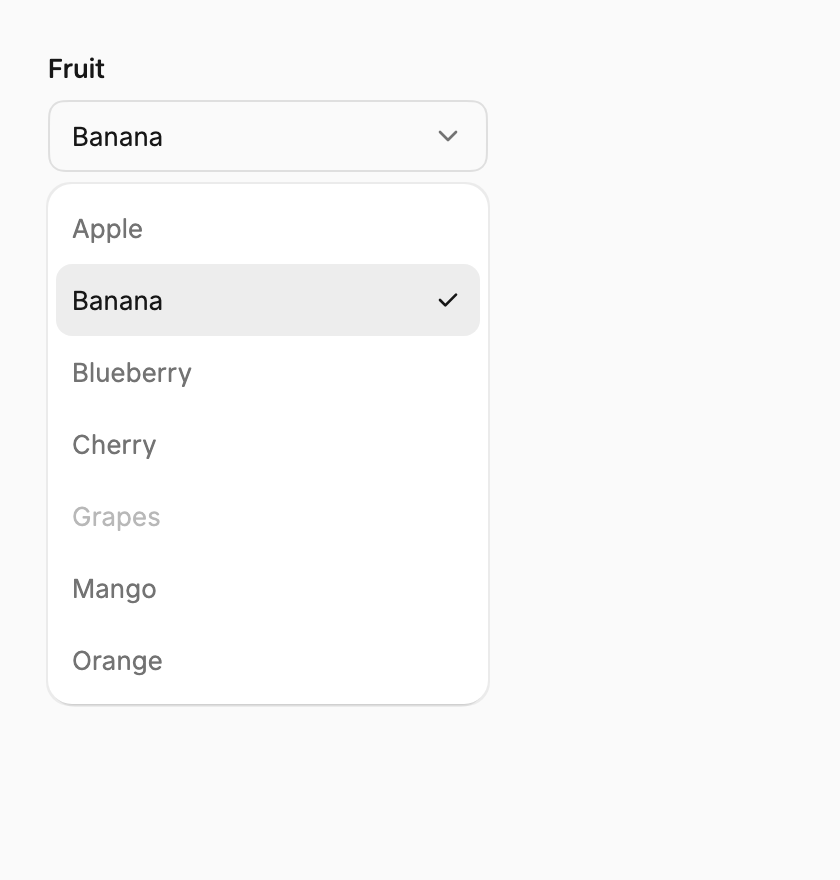 Fruit
Banana
Apple
Banana
Blueberry
Cherry
Grapes
Mango
Orange